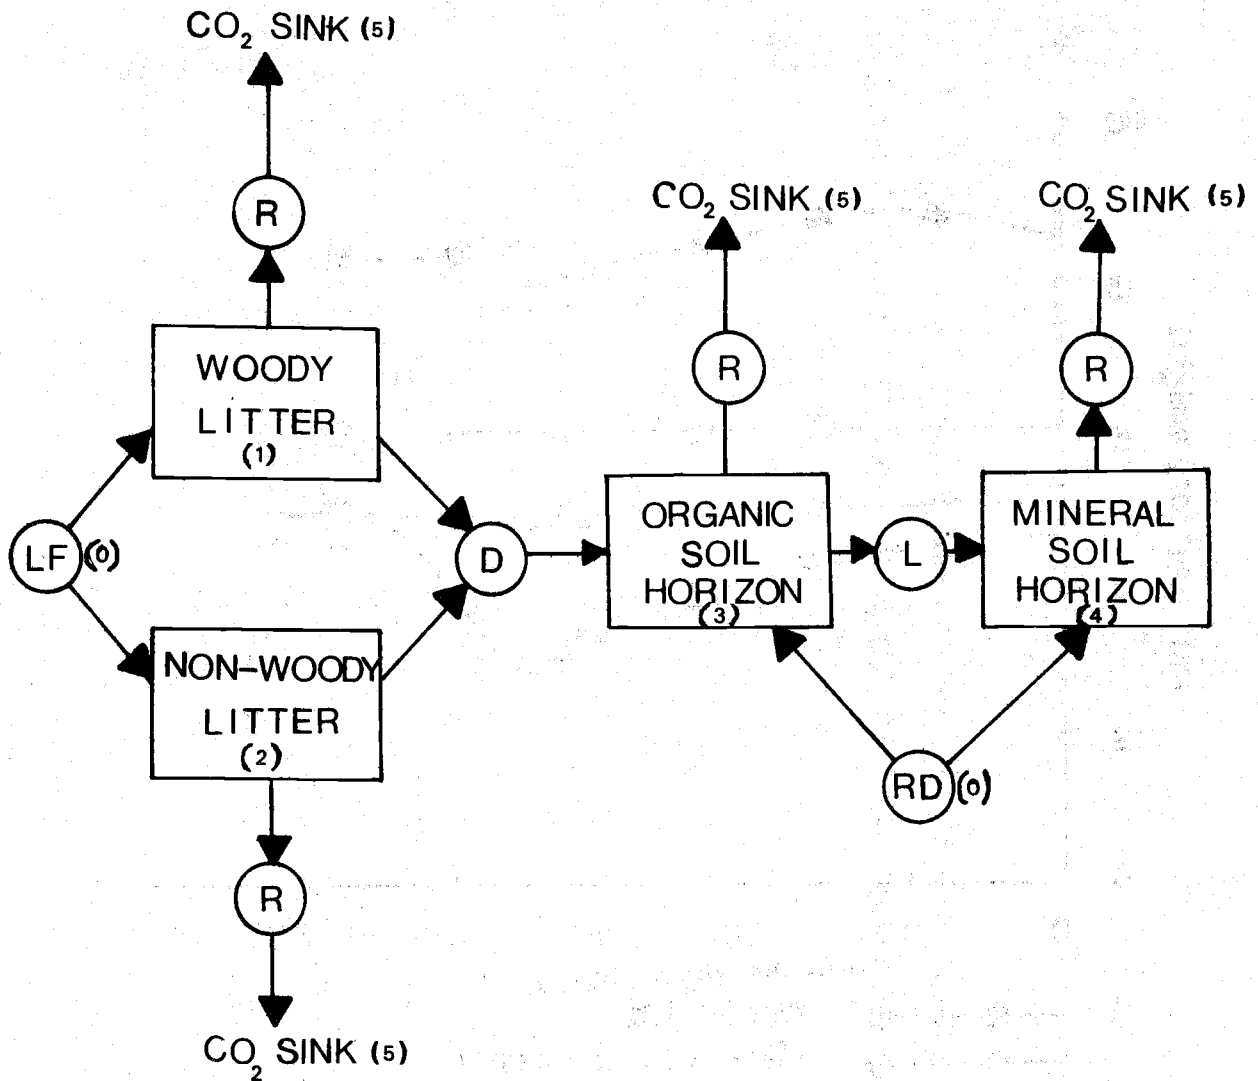 CO2 SINK (5)
R
CO2 SINK (5)
CO2 SINK (5)
WOODY
LITTER
(1)
R
R
LF (0)
D
ORGANIC
SOIL
HORIZON
(3)
L
MINERAL
SOIL
HORIZON
(4)
NON-WOODY
LITTER
(2)
RD (0)
R
CO2 SINK (5)